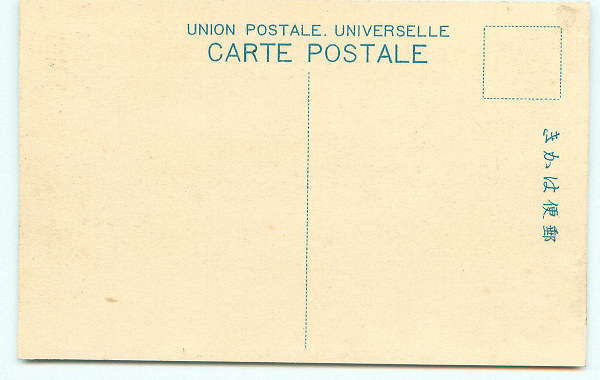 UNION POSTALE. UNIVERSELLE
CARTE POSTALE
きかは便郵